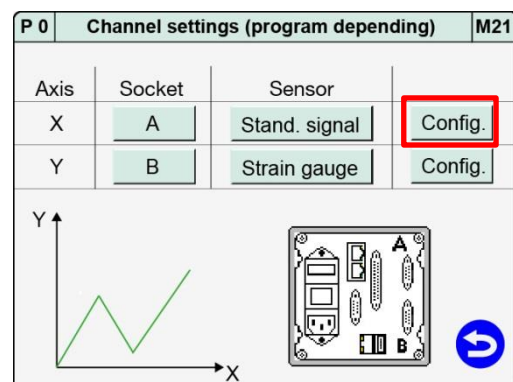 P 0 Channel settings (program depending) M21
Axis Socket Sensor
X A Stand. signal Config.
Y B Strain gauge Config.
Y
A
B
X